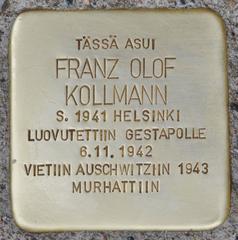 TÄSSÄ ASUI
FRANZ OLOF
KOLLMANN
S. 1941 HELSINKI
LUOVUTETTIIN GESTAPOLLE
6.11.1942
VIETIIN AUSCHWITZIIN 1943
MURHATTIIN